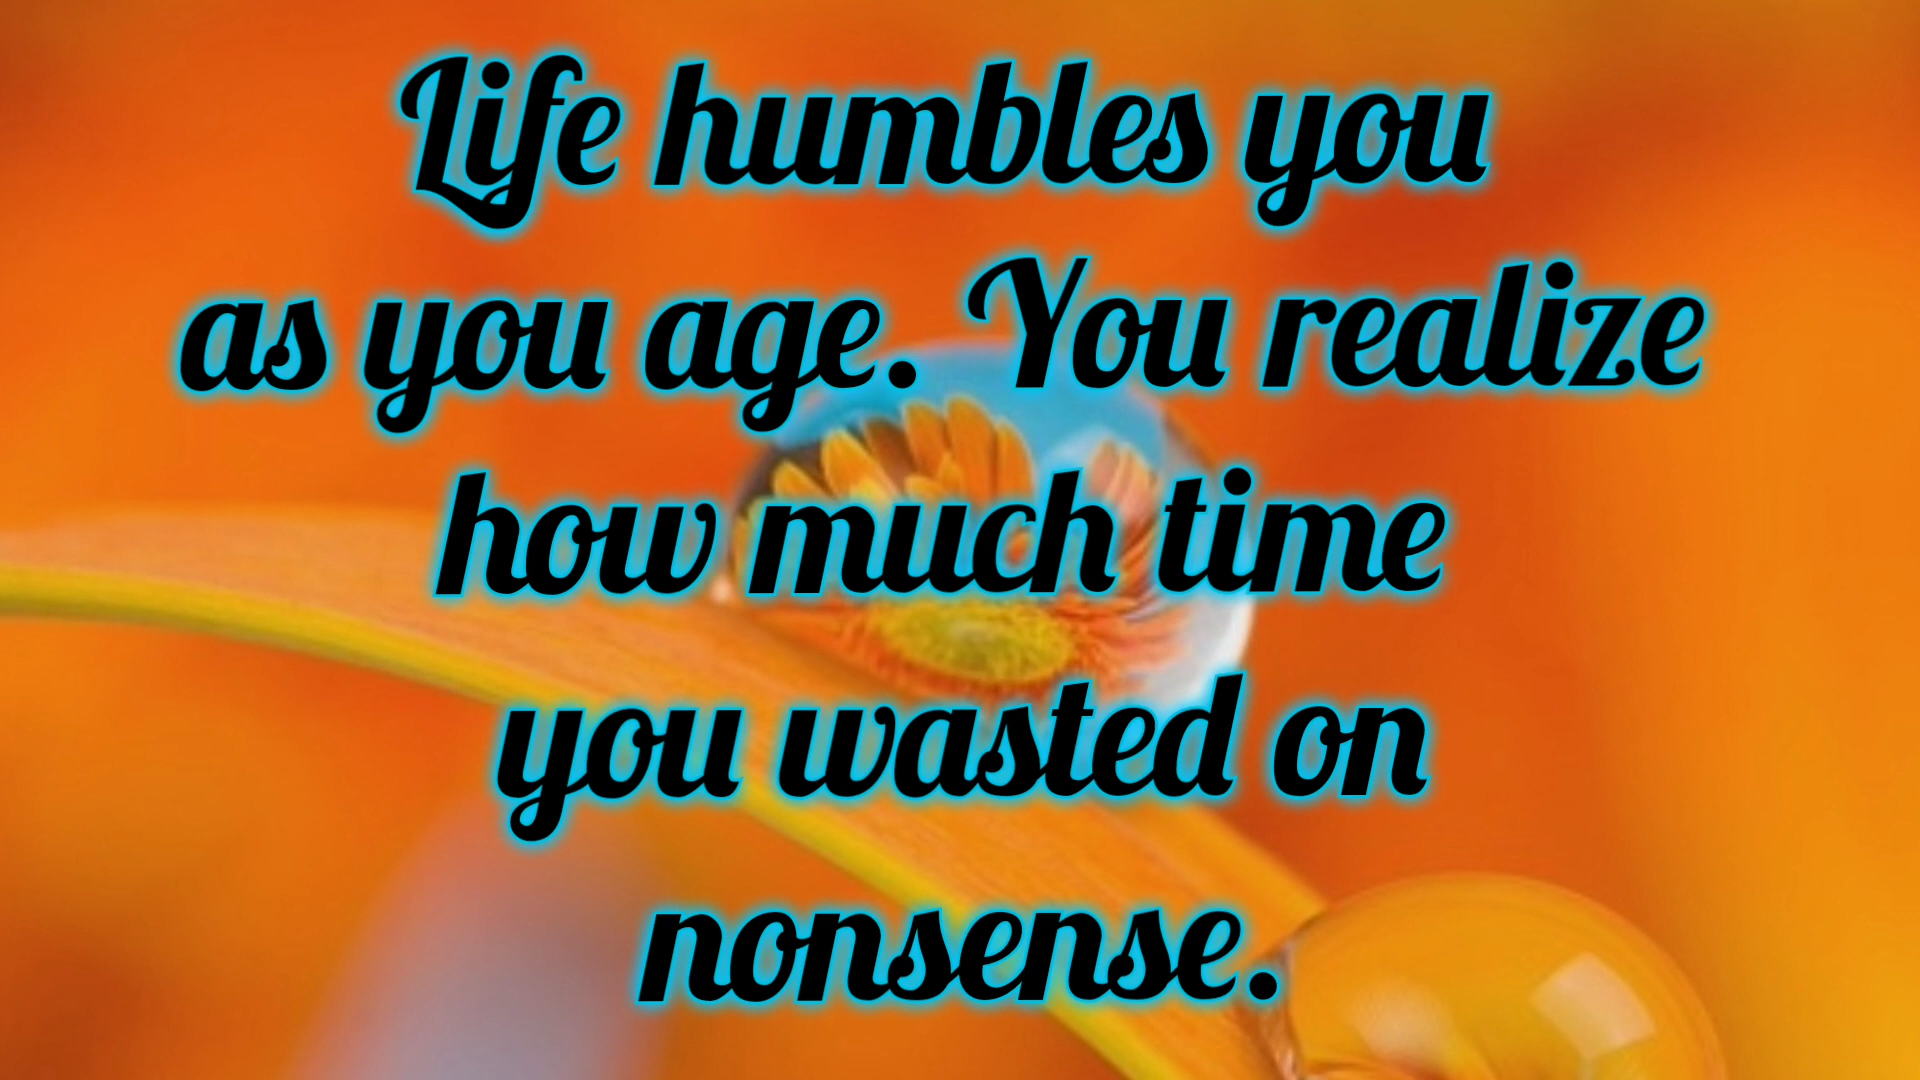 Life humbles you
as you age. You realize
how much time
you wasted on
nonsense.